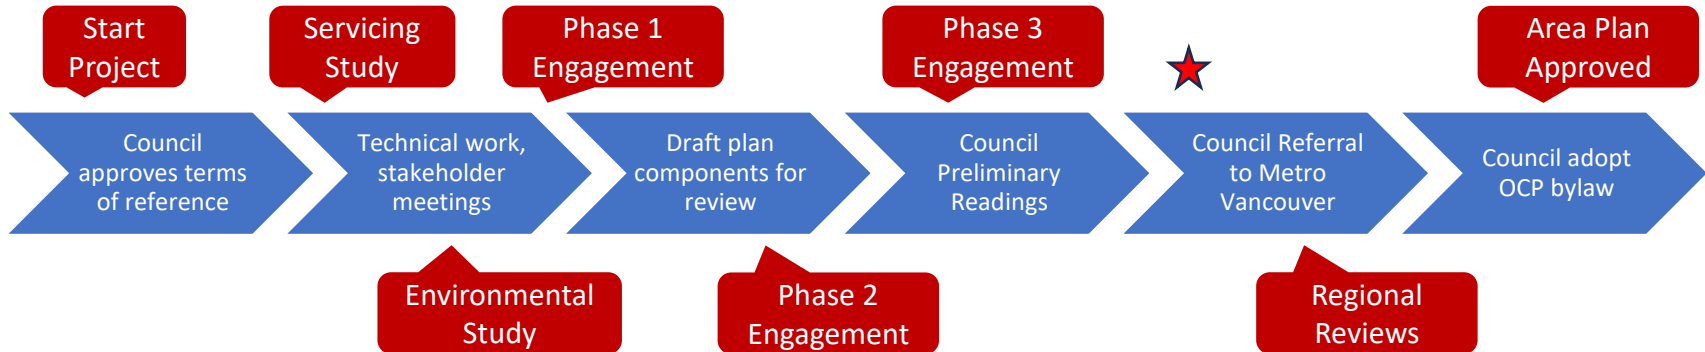 Start
Project
Servicing
Study
Phase 1
Engagement
Phase 3
Engagement
Area Plan
Approved
Council
approves terms
of reference
Technical work,
stakeholder
meetings
Draft plan
components for
review
Council
Preliminary
Readings
Council Referral
to Metro
Vancouver
Council adopt
OCP bylaw
Environmental
Study
Phase 2
Engagement
Regional
Reviews